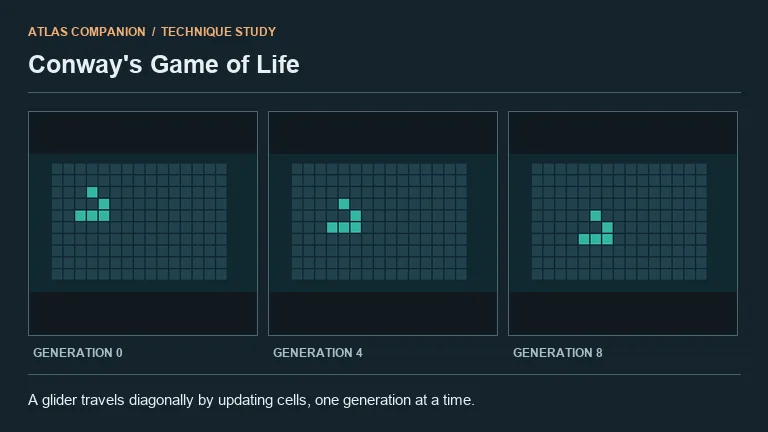 ATLAS COMPANION / TECHNIQUE STUDY
Conway's Game of Life
GENERATION 0
GENERATION 4
GENERATION 8
A glider travels diagonally by updating cells, one generation at a time.